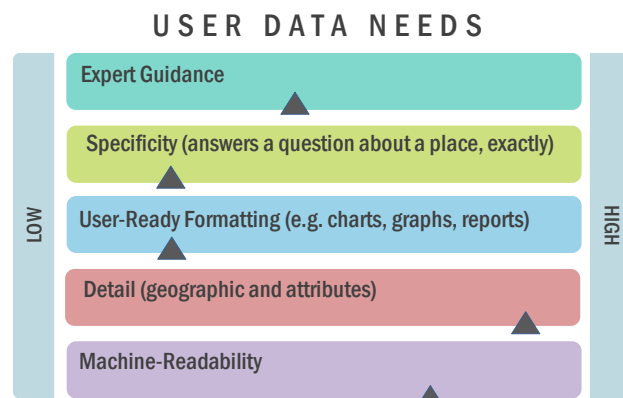 USER DATA NEEDS
Expert Guidance
Specificity (answers a question about a place, exactly)
LOW
User-Ready Formatting (e.g. charts, graphs, reports)
HIGH
Detail (geographic and attributes)
Machine-Readability